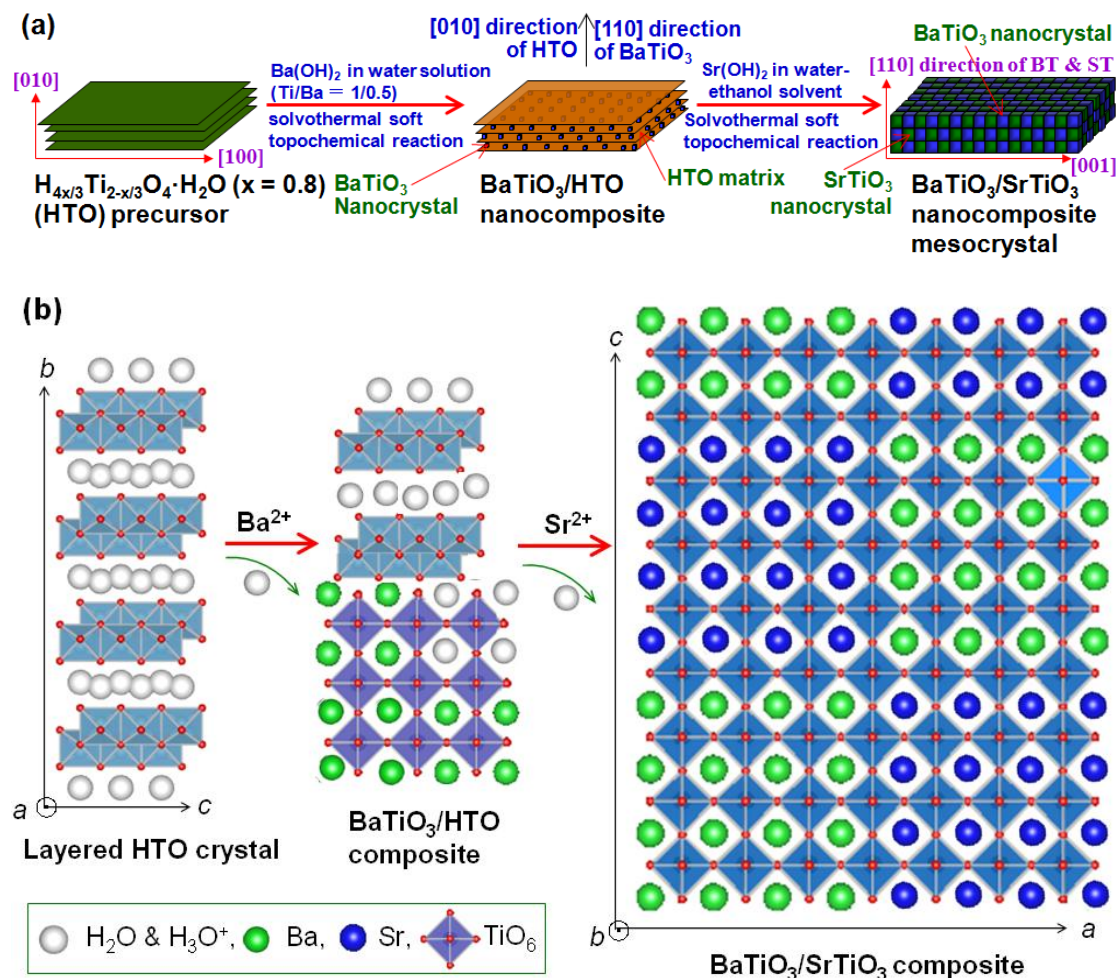 (a)
[010] direction of HTO
[110] direction of BaTiO₃
BaTiO₃ nanocrystal
[010]
Ba(OH)₂ in water solution
(Ti/Ba = 1/0.5)
solvothermal soft
topochemical reaction
Sr(OH)₂ in water-
ethanol solvent
Solvothermal soft
topochemical reaction
[110] direction of BT & ST
[100]
[001]
H₄ₓ/₃Ti₂₋ₓ/₃O₄·H₂O (x = 0.8)
(HTO) precursor
BaTiO₃
Nanocrystal
BaTiO₃/HTO
nanocomposite
HTO matrix
SrTiO₃
nanocrystal
BaTiO₃/SrTiO₃
nanocomposite
mesocrystal
(b)
b
c
Ba²⁺
Sr²⁺
a
c
Layered HTO crystal
BaTiO₃/HTO
composite
b
a
BaTiO₃/SrTiO₃ composite
H₂O & H₃O⁺, Ba, Sr, TiO₆